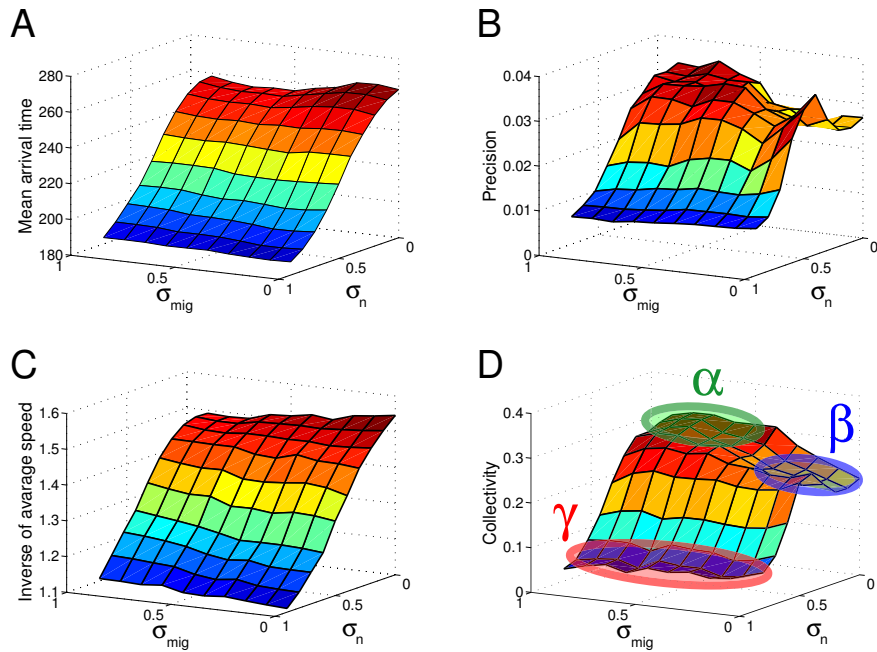 A
Mean arrival time
280
260
240
220
200
180
1
0.5
0
σmig
1
0.5
0
σn
B
Precision
0.04
0.03
0.02
0.01
0
1
0.5
0
σmig
1
0.5
0
σn
C
Inverse of avarage speed
1.6
1.5
1.4
1.3
1.2
1.1
1
0.5
0
σmig
1
0.5
0
σn
D
Collectivity
0.4
0.3
0.2
0.1
0
1
0.5
0
σmig
1
0.5
0
σn
α
β
γ